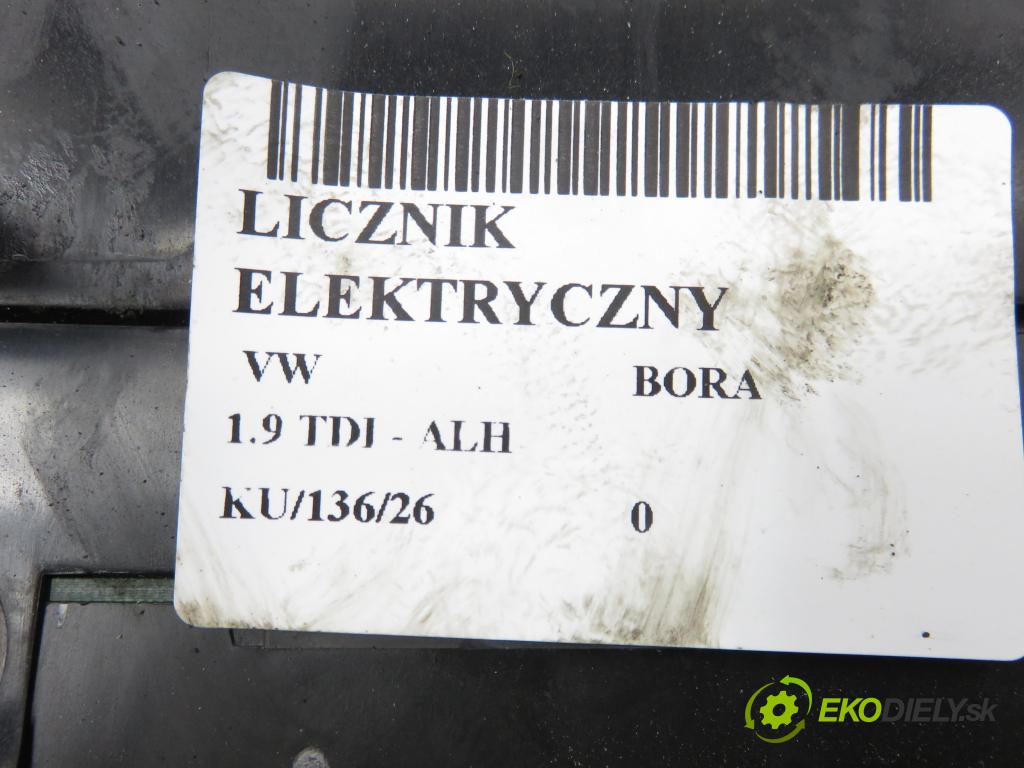 LICZNIK
ELEKTRYCZNY
VW BORA
1.9 TDI - ALH
KU/136/26 0
EKODIELY.sk